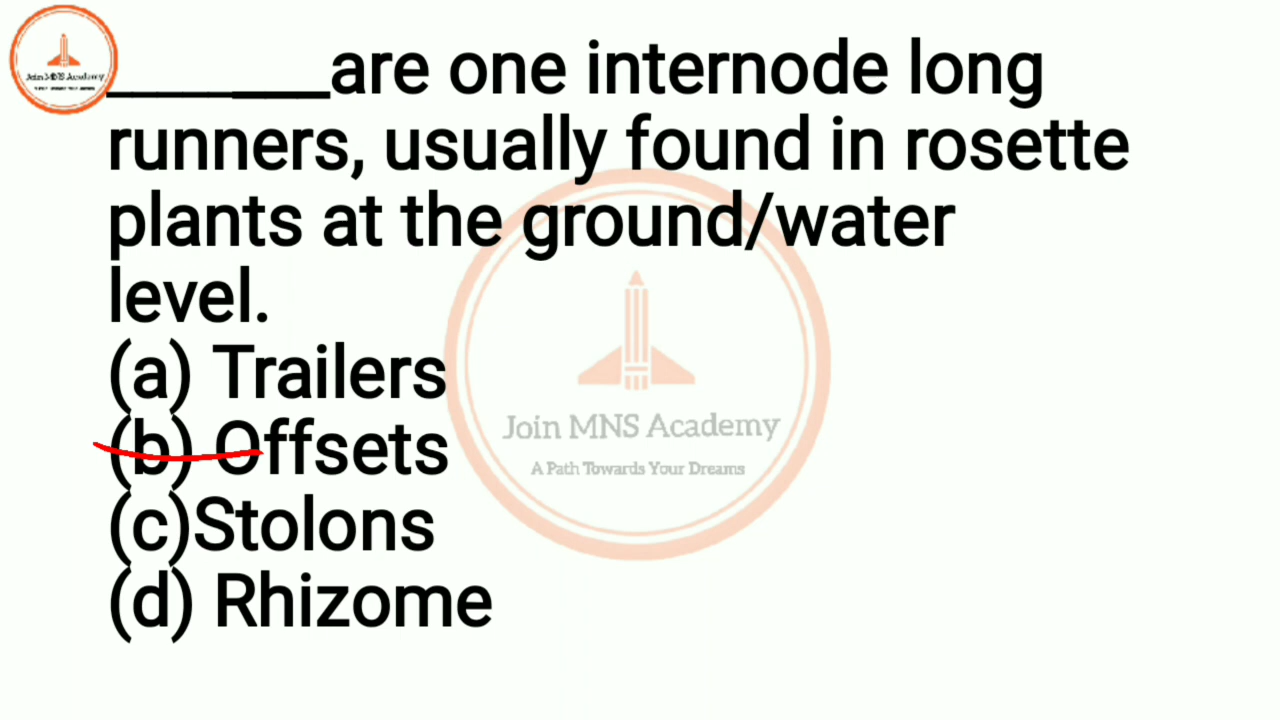 Join MNS Academy
_______are one internode long
runners, usually found in rosette
plants at the ground/water
level.
(a) Trailers
(b) Offsets
(c)Stolons
(d) Rhizome
Join MNS Academy
A Path Towards Your Dreams